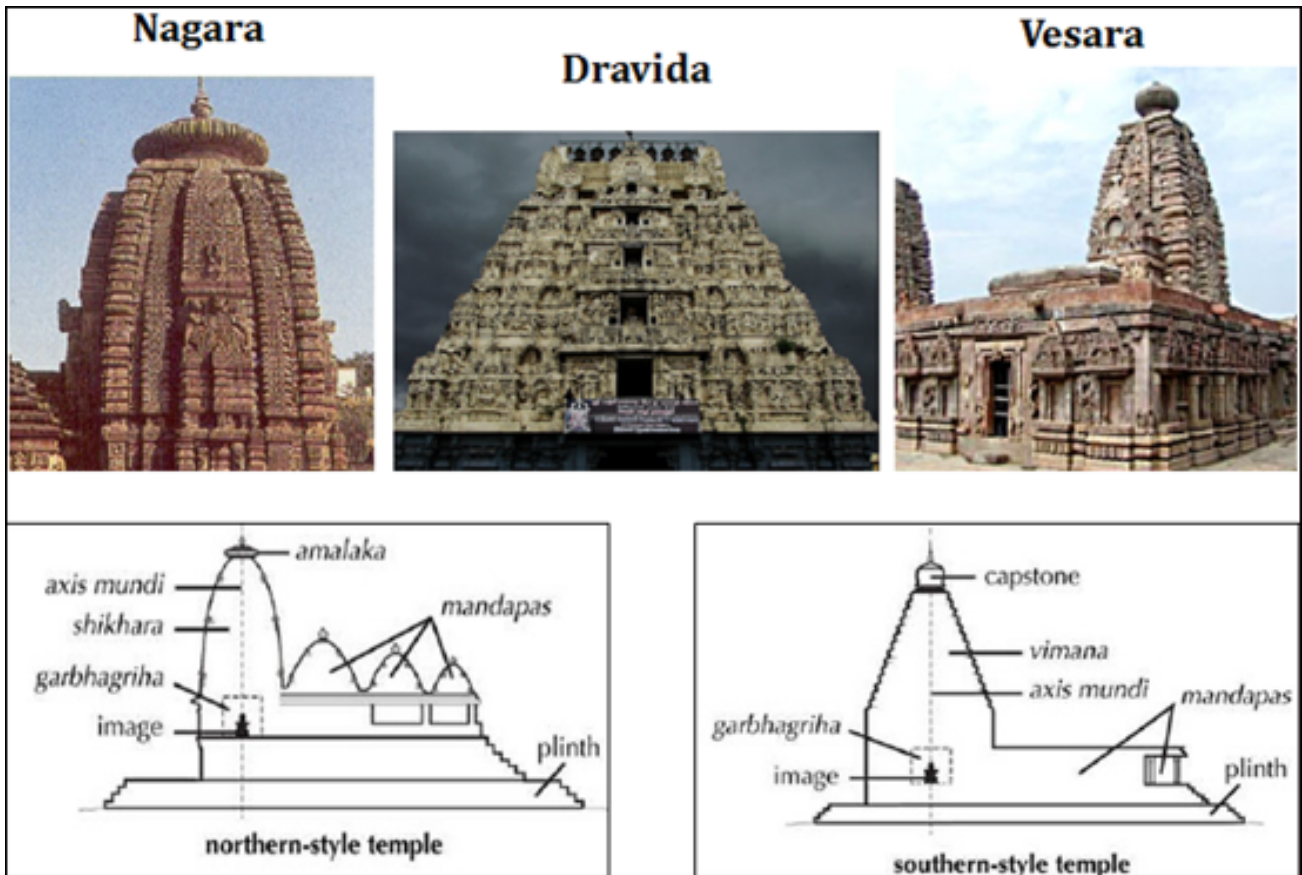 Nagara
Dravida
Vesara
amalaka
axis mundi
shikhara
mandapas
garbhagriha
image
plinth
northern-style temple
capstone
vimana
axis mundi
mandapas
garbhagriha
image
plinth
southern-style temple